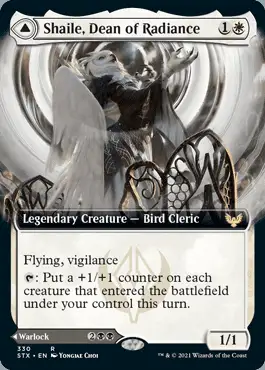 Shaile, Dean of Radiance 1
Legendary Creature — Bird Cleric
Flying, vigilance
: Put a +1/+1 counter on each
creature that entered the battlefield
under your control this turn.
Warlock 2
1/1
330 R
STX • EN YONGJAE CHOI
™ & © 2021 Wizards of the Coast